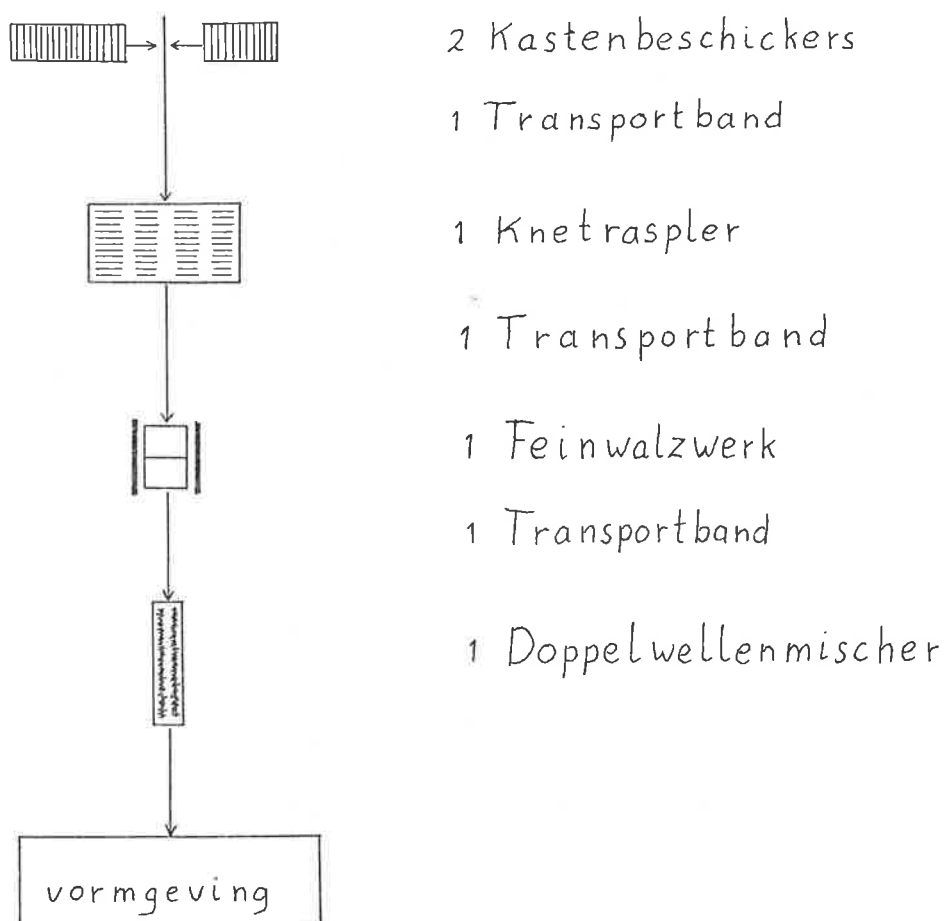 2 Kastenbeschickers
1 Transportband
1 Knetraspler
1 Transportband
1 Feinwalzwerk
1 Transportband
1 Doppelwellenmischer
vormgeving